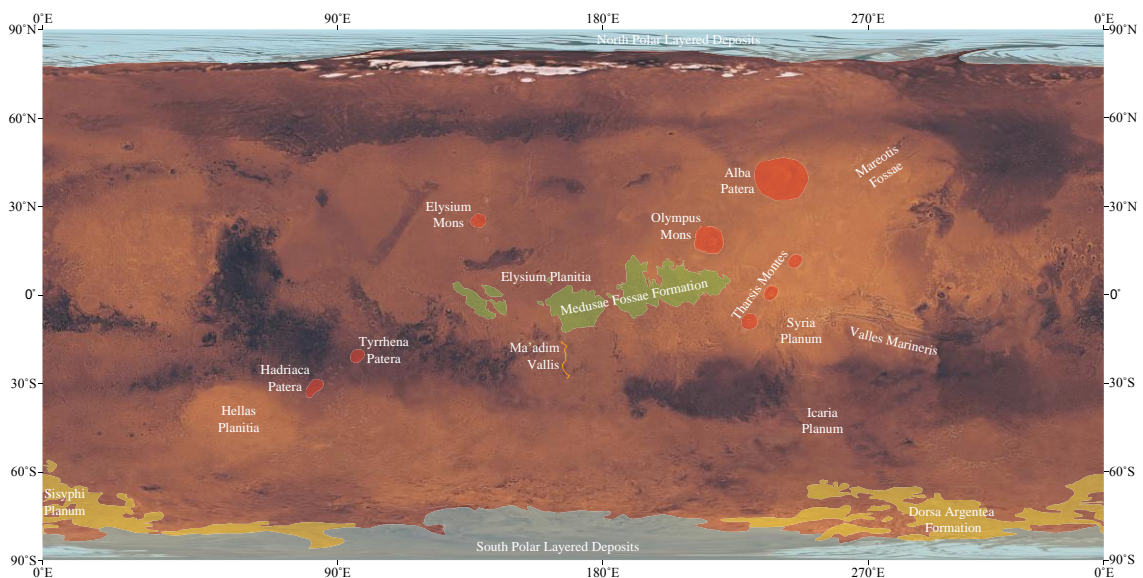 0°E
90°E
180°E
270°E
0°E
90°N
90°N
North Polar Layered Deposits
60°N
60°N
Mareotis
Fossae
Alba
Patera
30°N
30°N
Elysium
Mons
Olympus
Mons
Elysium Planitia
Tharsis Montes
Medusae Fossae Formation
0°
0°
Syria
Planum
Valles Marineris
Ma'adim
Vallis
Tyrrhena
Patera
Hadriaca
Patera
30°S
30°S
Hellas
Planitia
Icaria
Planum
60°S
60°S
Sisyphi
Planum
Dorsa Argentea
Formation
South Polar Layered Deposits
90°S
90°S
0°E
90°E
180°E
270°E
0°E